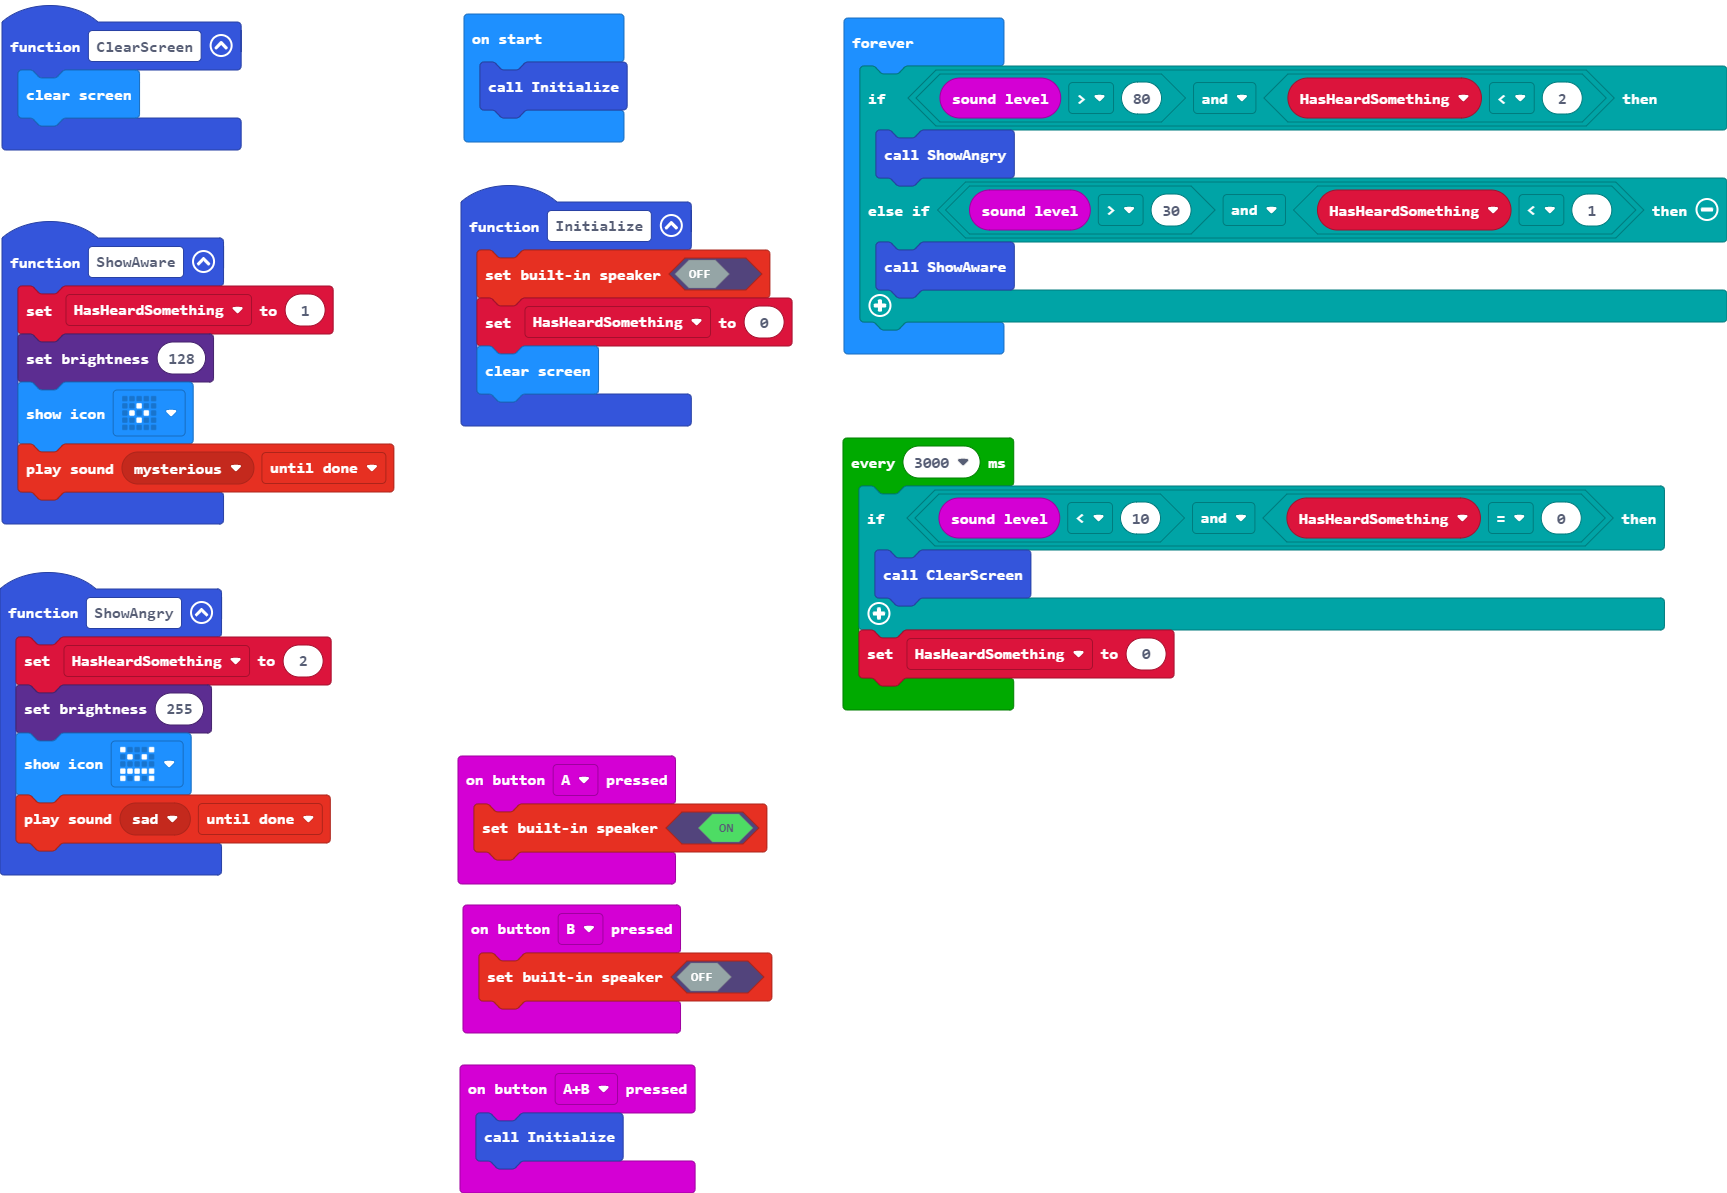 function ClearScreen
clear screen
function ShowAware
set HasHeardSomething to 1
set brightness 128
show icon
play sound mysterious until done
function ShowAngry
set HasHeardSomething to 2
set brightness 255
show icon
play sound sad until done
on start
call Initialize
function Initialize
set built-in speaker OFF
set HasHeardSomething to 0
clear screen
on button A pressed
set built-in speaker ON
on button B pressed
set built-in speaker OFF
on button A+B pressed
call Initialize
forever
if sound level > 80 and HasHeardSomething < 2 then
call ShowAngry
else if sound level > 30 and HasHeardSomething < 1 then
call ShowAware
every 3000 ms
if sound level < 10 and HasHeardSomething = 0 then
call ClearScreen
set HasHeardSomething to 0